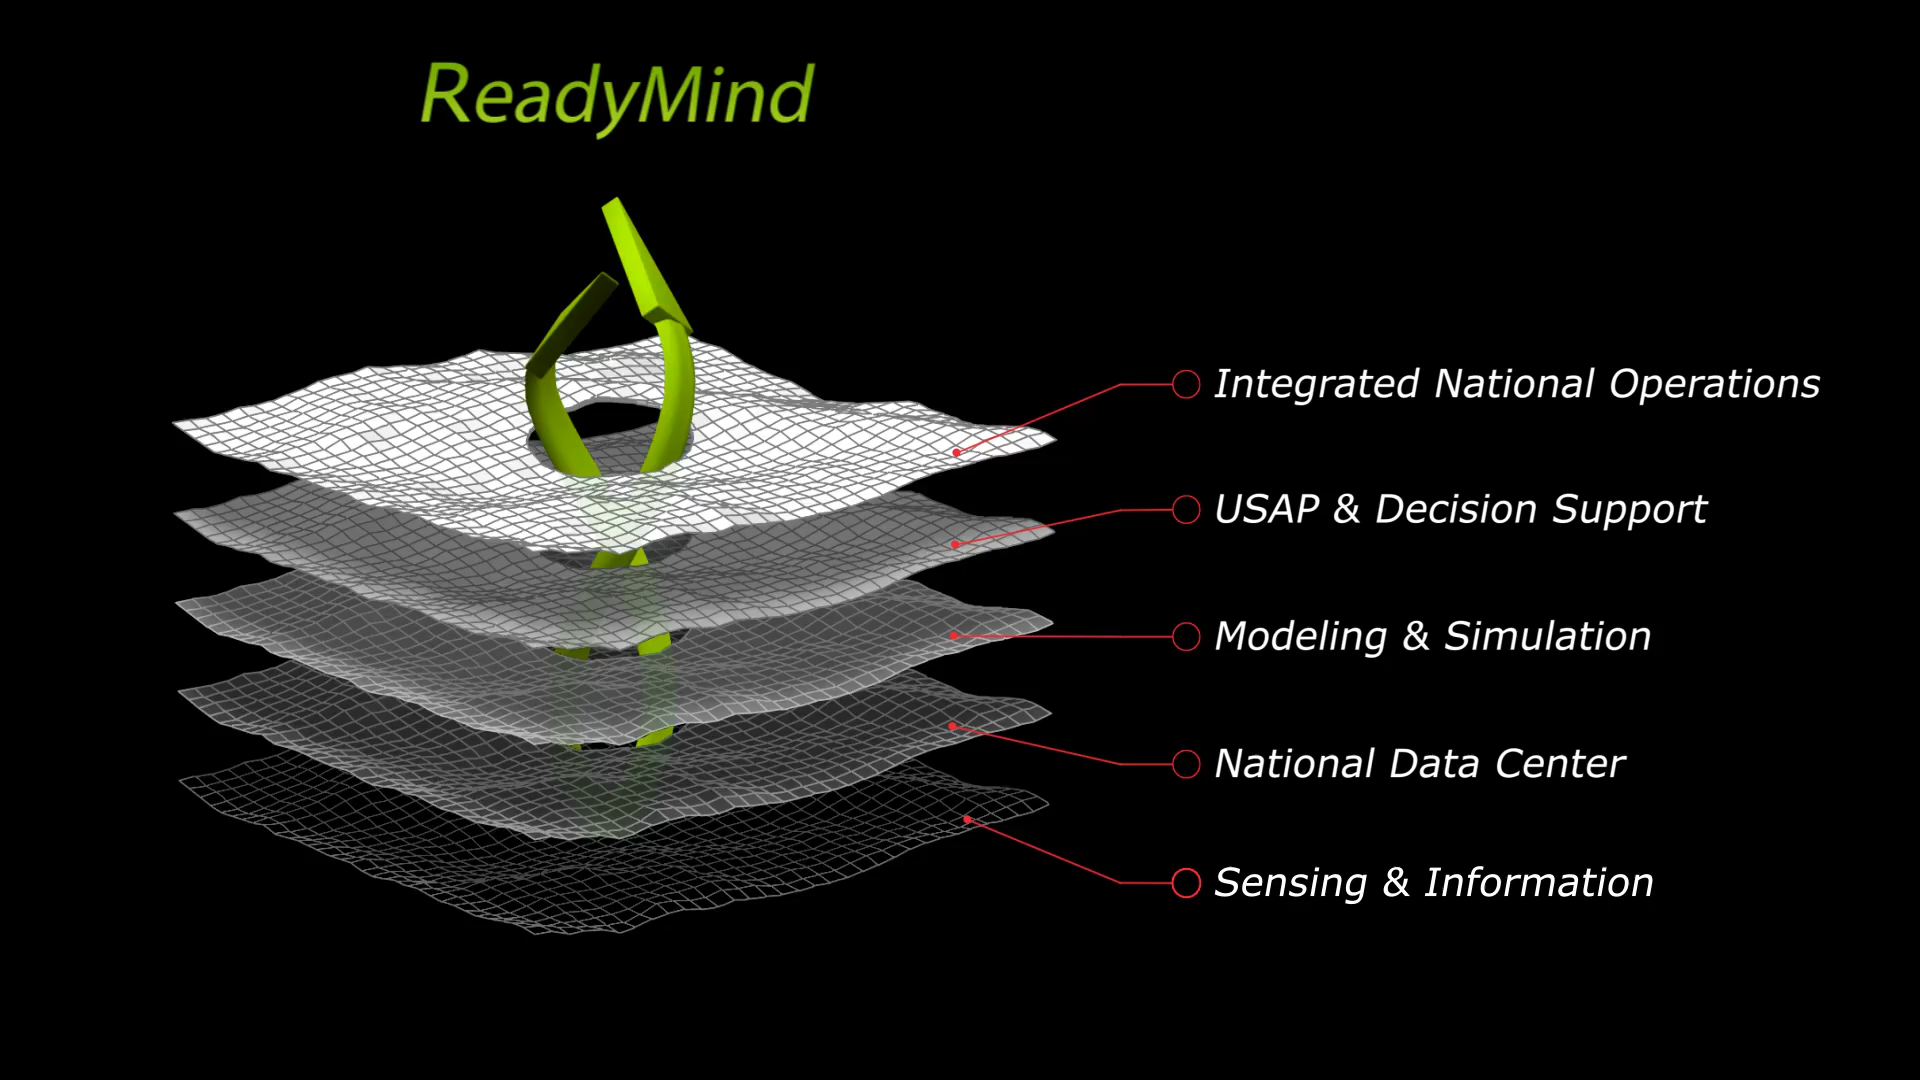 ReadyMind
Integrated National Operations
USAP & Decision Support
Modeling & Simulation
National Data Center
Sensing & Information